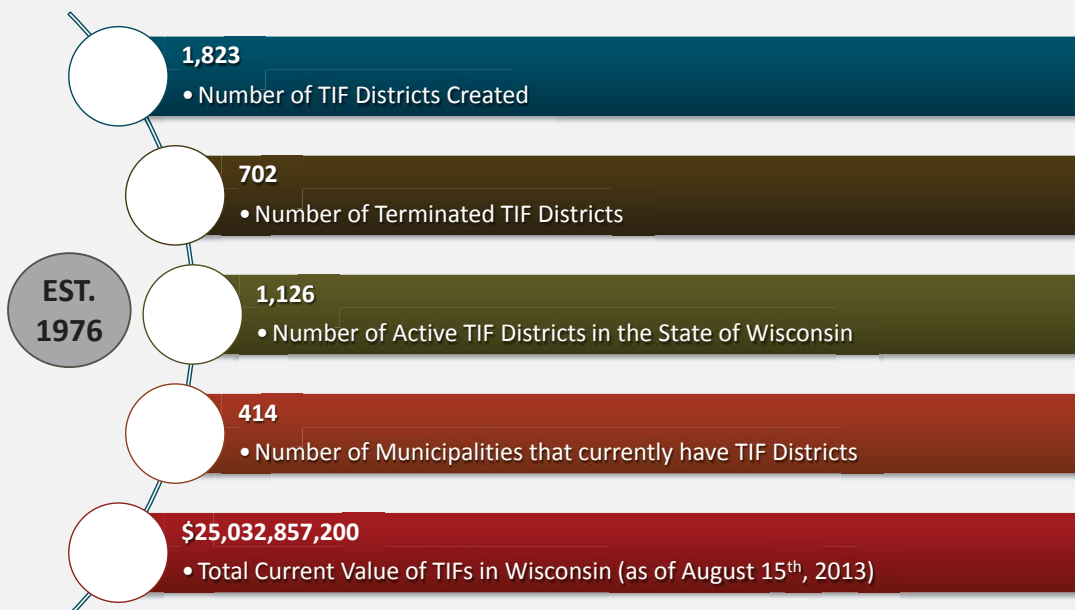 1,823
• Number of TIF Districts Created
702
• Number of Terminated TIF Districts
EST.
1976
1,126
• Number of Active TIF Districts in the State of Wisconsin
414
• Number of Municipalities that currently have TIF Districts
$25,032,857,200
• Total Current Value of TIFs in Wisconsin (as of August 15th, 2013)